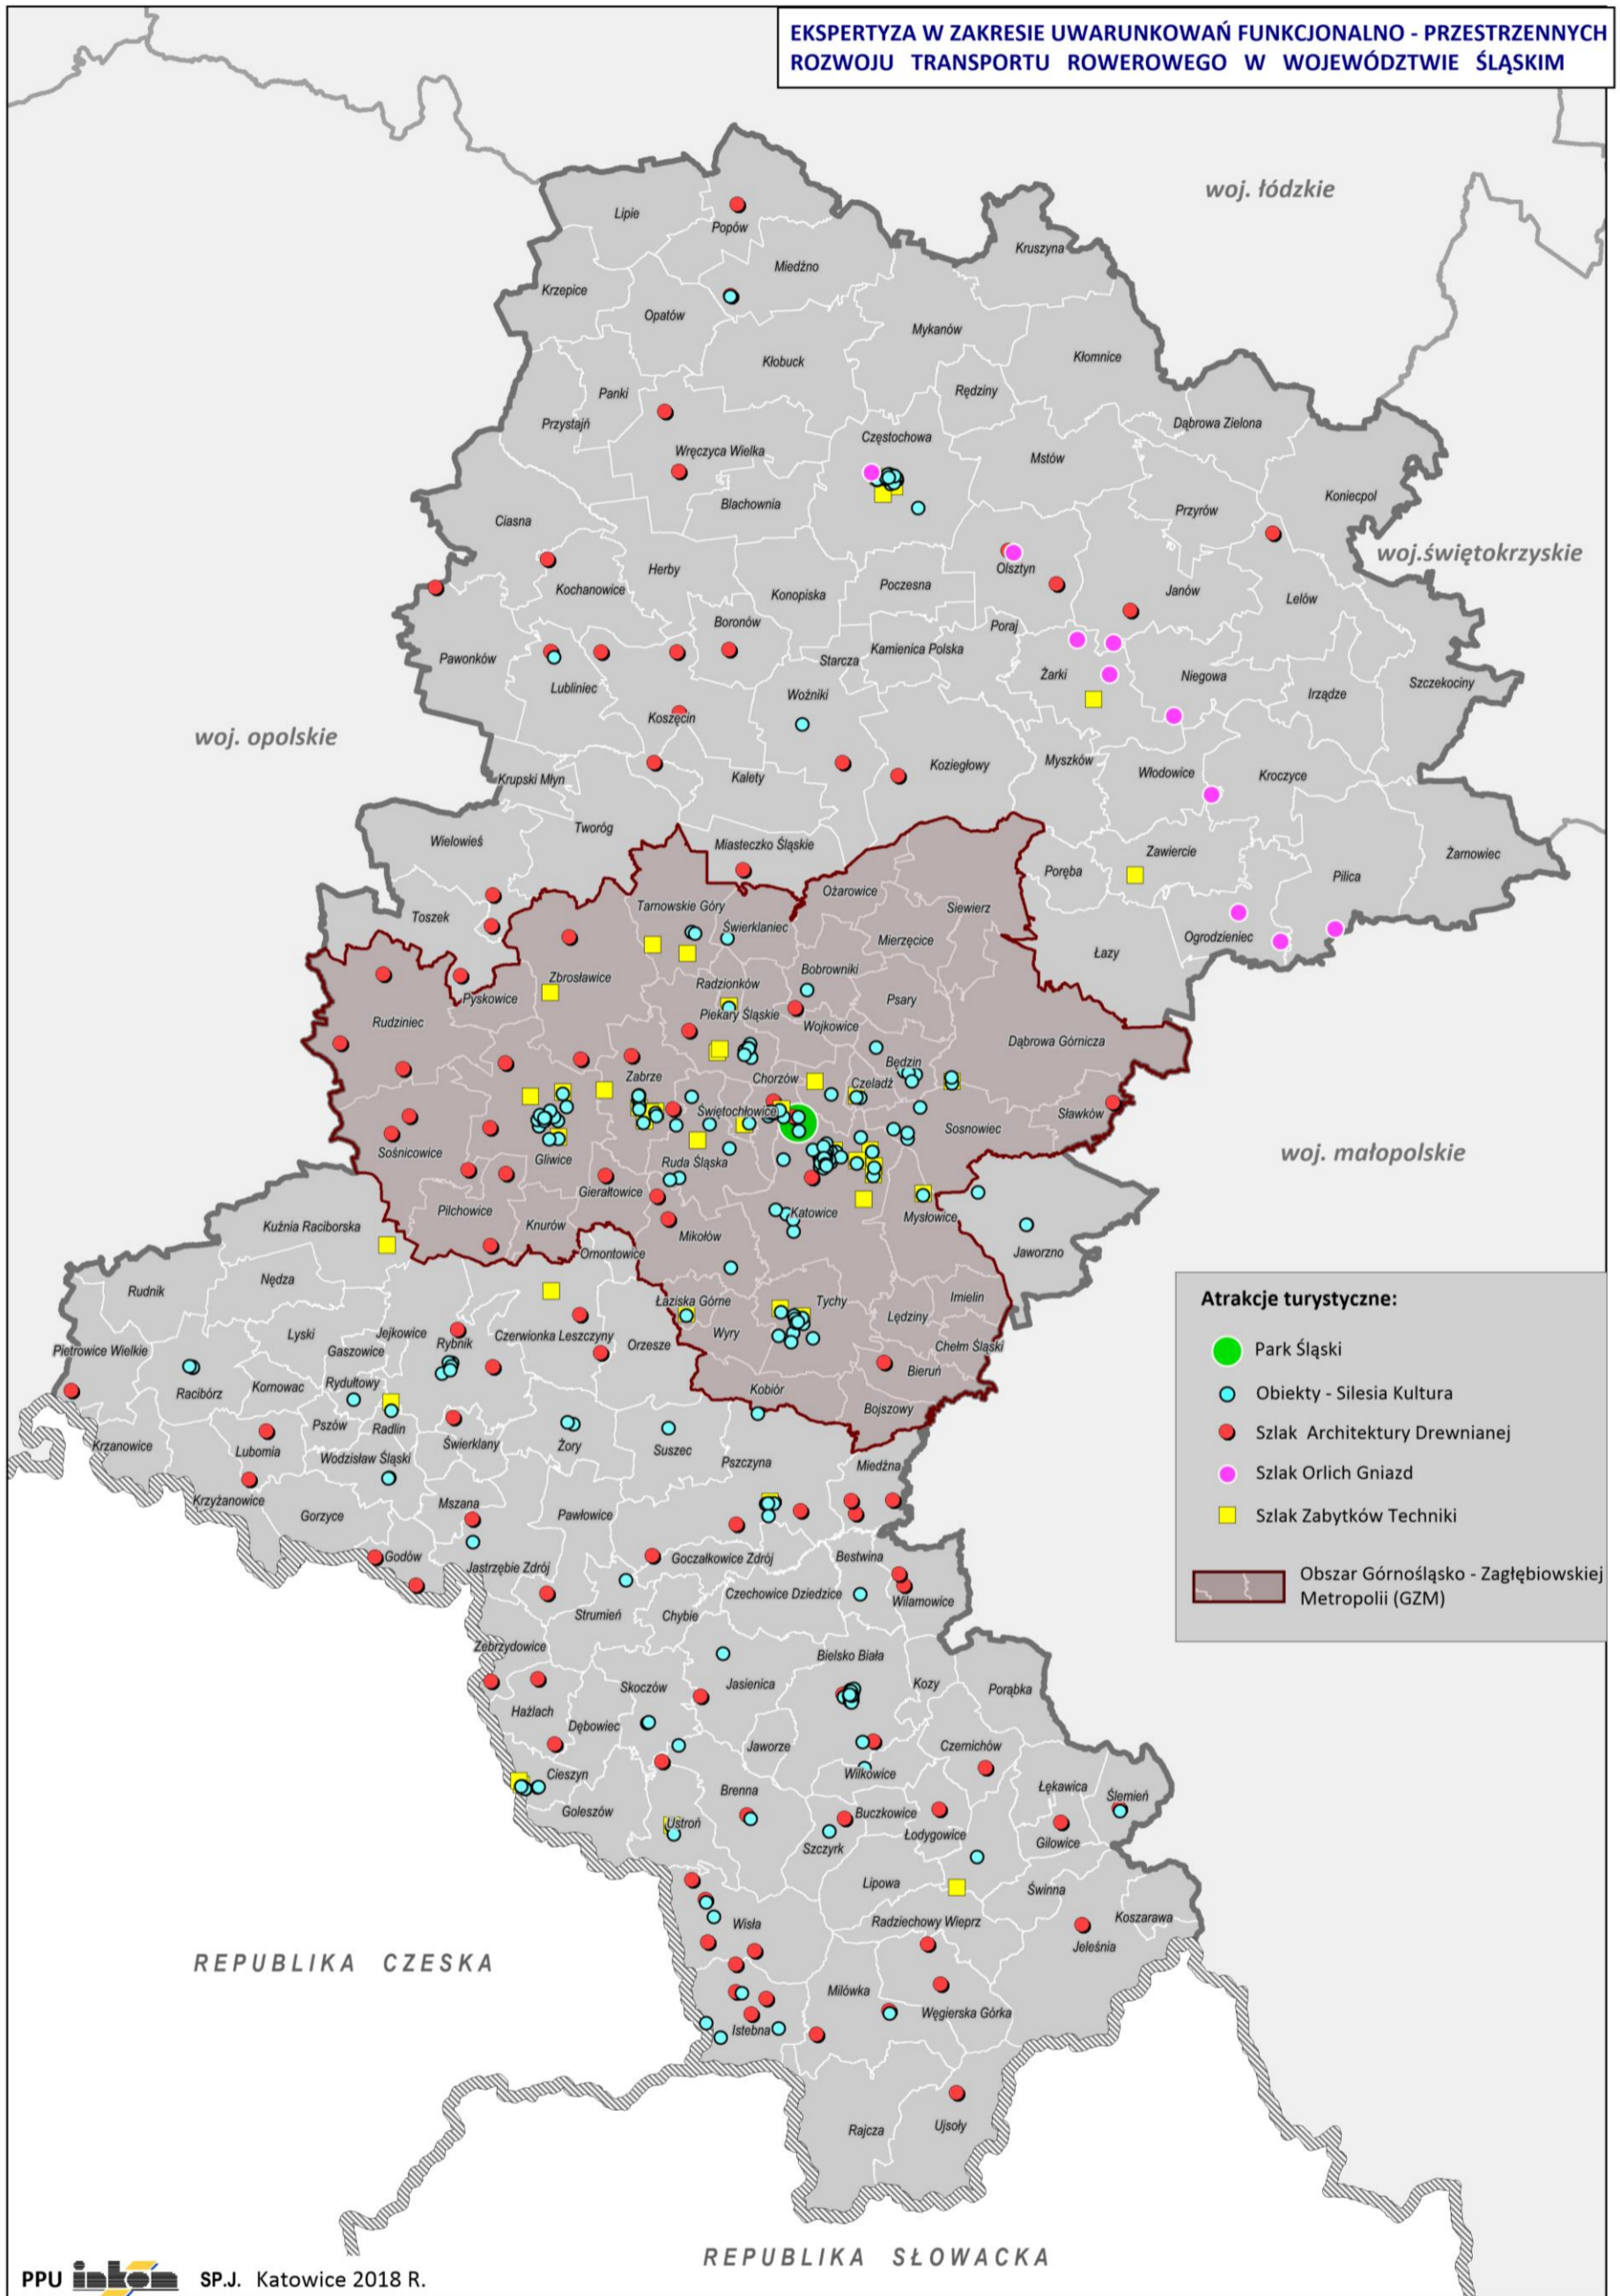 EKSPERTYZA W ZAKRESIE UWARUNKOWAŃ FUNKCJONALNO - PRZESTRZENNYCH
ROZWOJU TRANSPORTU ROWEROWEGO W WOJEWÓDZTWIE ŚLĄSKIM
woj. łódzkie
Lipie
Popów
Kruszyna
Miedźno
Krzepice
Opatów
Mykanów
Kłomnice
Kłobuck
Rędziny
Panki
Przystajń
Dąbrowa Zielona
Częstochowa
Wręczyca Wielka
Mstów
Koniecpol
Blachownia
Przyrów
Ciasna
woj.świętokrzyskie
Olsztyn
Herby
Poczesna
Kochanowice
Janów
Konopiska
Lelów
Boronów
Poraj
Kamienica Polska
Pawonków
Starcza
Żarki
Niegowa
Szczekociny
Lubliniec
Woźniki
Irządze
Koszęcin
woj. opolskie
Myszków
Koziegłowy
Włodowice
Kroczyce
Krupski Młyn
Kalety
Tworóg
Wielowieś
Miasteczko Śląskie
Zawiercie
Żarnowiec
Poręba
Pilica
Ożarowice
Tarnowskie Góry
Siewierz
Toszek
Świerklaniec
Ogrodzieniec
Mierzęcice
Łazy
Bobrowniki
Zbrosławice
Radzionków
Pyskowice
Psary
Piekary Śląskie
Rudziniec
Wojkowice
Dąbrowa Górnicza
Będzin
Zabrze
Chorzów
Czeladź
Świętochłowice
Sławków
Sosnowiec
Sośnicowice
woj. małopolskie
Gliwice
Ruda Śląska
Gierałtowice
Pilchowice
Katowice
Mysłowice
Kuźnia Raciborska
Knurów
Mikołów
Ornontowice
Jaworzno
Nędza
Rudnik
Imielin
Łaziska Górne
Tychy
Lędziny
Lyski
Jejkowice
Czerwionka Leszczyny
Wyry
Rybnik
Orzesze
Chełm Śląski
Pietrowice Wielkie
Gaszowice
Bieruń
Rydułtowy
Kornowac
Racibórz
Kobiór
Bojszowy
Pszów
Radlin
Krzanowice
Lubomia
Świerklany
Żory
Suszec
Wodzisław Śląski
Pszczyna
Miedźna
Krzyżanowice
Mszana
Gorzyce
Pawłowice
Godów
Goczałkowice Zdrój
Bestwina
Jastrzębie Zdrój
Czechowice Dziedzice
Wilamowice
Strumień
Chybie
Zebrzydowice
Bielsko Biała
Skoczów
Jasienica
Kozy
Porąbka
Hażlach
Dębowiec
Jaworze
Czernichów
Cieszyn
Wilkowice
Brenna
Łękawica
Ślemień
Goleszów
Buczkowice
Ustroń
Łodygowice
Szczyrk
Gilowice
Lipowa
Świnna
Koszarawa
Wisła
Radziechowy Wieprz
Jeleśnia
REPUBLIKA CZESKA
Milówka
Węgierska Górka
Istebna
Rajcza
Ujsoły
REPUBLIKA SŁOWACKA
Atrakcje turystyczne:
Park Śląski
Obiekty - Silesia Kultura
Szlak Architektury Drewnianej
Szlak Orlich Gniazd
Szlak Zabytków Techniki
Obszar Górnośląsko - Zagłębiowskiej
Metropolii (GZM)
PPU inkom SP.J. Katowice 2018 R.